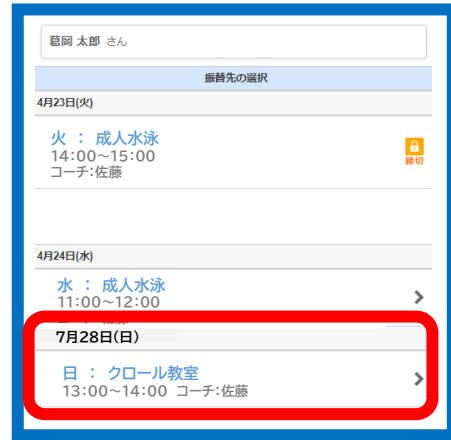 葛岡 太郎 さん
振替先の選択
4月23日(火)
火 : 成人水泳
14:00~15:00
コーチ:佐藤
締切
4月24日(水)
水 : 成人水泳
11:00~12:00
7月28日(日)
日 : クロール教室
13:00~14:00 コーチ:佐藤